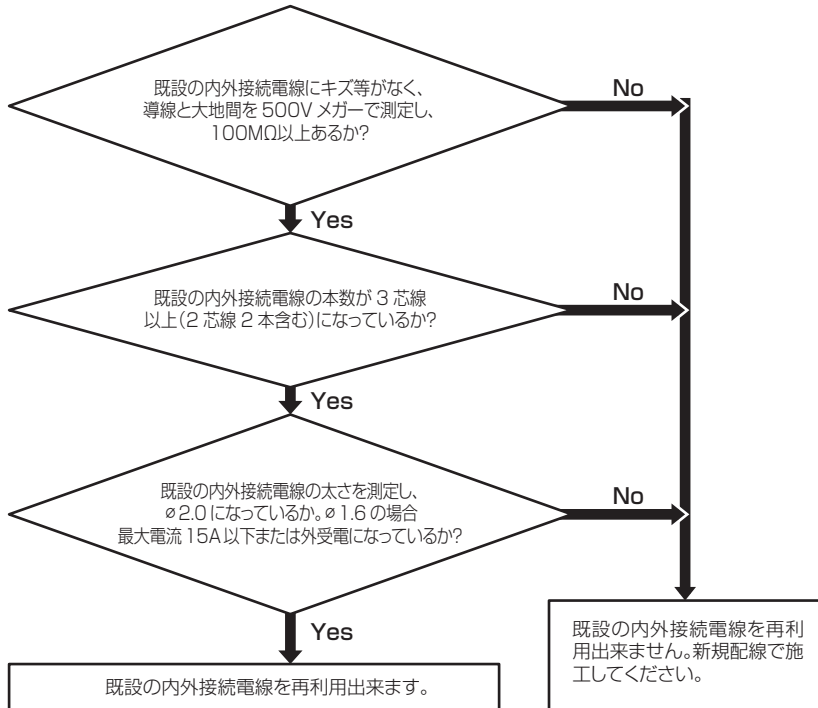 既設の内外接続電線にキズ等がなく、
導線と大地間を500Vメガーで測定し、
100MΩ以上あるか?
No
Yes
既設の内外接続電線の本数が3芯線
以上(2芯線2本含む)になっているか?
No
Yes
既設の内外接続電線の太さを測定し、
ø2.0になっているか。ø1.6の場合
最大電流15A以下または外受電になっているか?
No
Yes
既設の内外接続電線を再利用出来ます。
既設の内外接続電線を再利
用出来ません。新規配線で施
工してください。